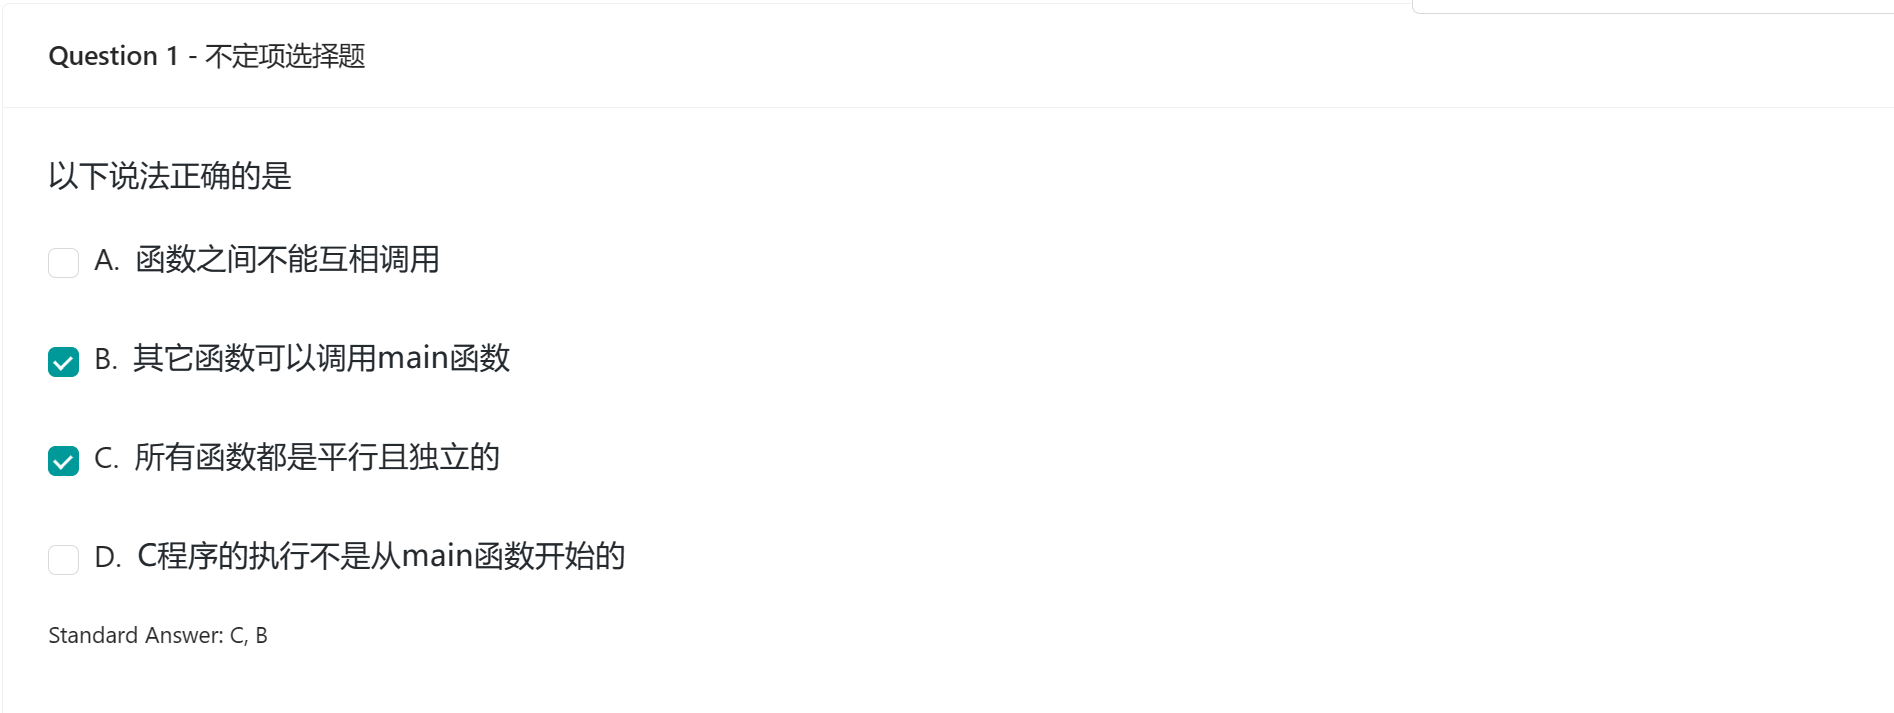 Question 1 - 不定项选择题
以下说法正确的是
A. 函数之间不能互相调用
B. 其它函数可以调用main函数
C. 所有函数都是平行且独立的
D. C程序的执行不是从main函数开始的
Standard Answer: C, B